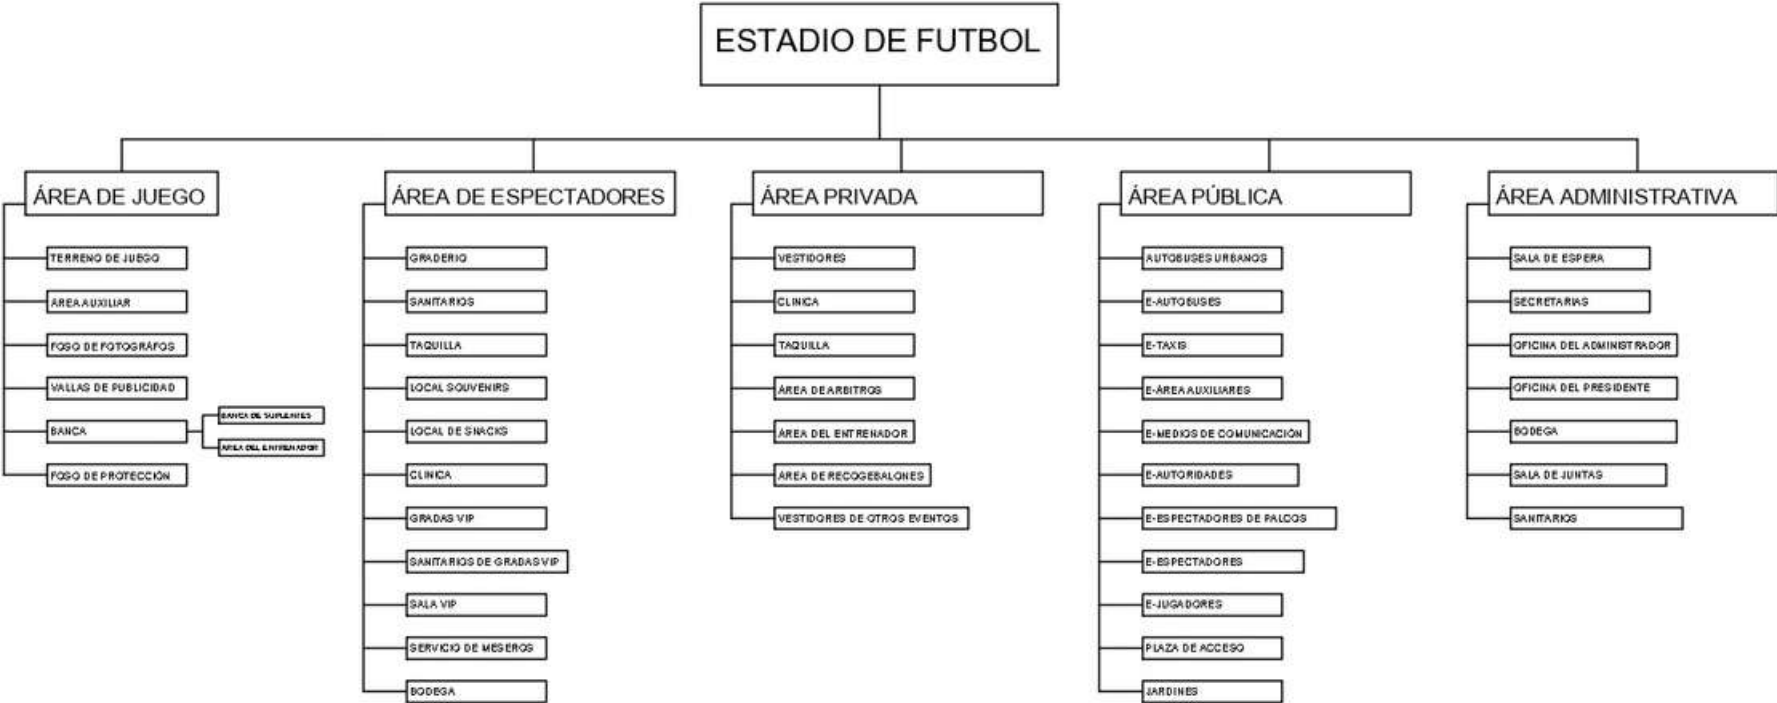 ESTADIO DE FUTBOL
ÁREA DE JUEGO
TERRENO DE JUEGO
AREA AUXILIAR
FOSO DE FOTOGRÁFOS
VALLAS DE PUBLICIDAD
BANCA
BANCA DE SUPLENTES
AREA DEL ENTRENADOR
FOSO DE PROTECCIÓN
ÁREA DE ESPECTADORES
GRADERIO
SANITARIOS
TAQUILLA
LOCAL SOUVENIRS
LOCAL DE SNACKS
CLINICA
GRADAS VIP
SANITARIOS DE GRADAS VIP
SALA VIP
SERVICIO DE MESEROS
BODEGA
ÁREA PRIVADA
VESTIDORES
CLINICA
TAQUILLA
ÁREA DE ARBITROS
ÁREA DEL ENTRENADOR
ÁREA DE RECOGEBALONES
VESTIDORES DE OTROS EVENTOS
ÁREA PÚBLICA
AUTOBUSES URBANOS
E-AUTOBUSES
E-TAXIS
E-ÁREA AUXILIARES
E-MEDIOS DE COMUNICACIÓN
E-AUTORIDADES
E-ESPECTADORES DE PALCOS
E-ESPECTADORES
E-JUGADORES
PLAZA DE ACCESO
JARDINES
ÁREA ADMINISTRATIVA
SALA DE ESPERA
SECRETARIAS
OFICINA DEL ADMINISTRADOR
OFICINA DEL PRESIDENTE
BODEGA
SALA DE JUNTAS
SANITARIOS